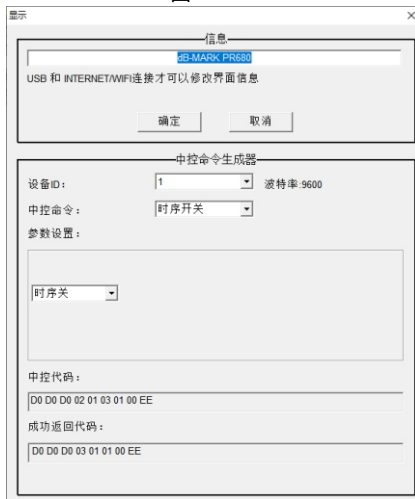 显示
信息
dB-MARK PR680
USB 和 INTERNET/WIFI连接才可以修改界面信息
确定 取消
中控命令生成器
设备ID: 1 波特率:9600
中控命令: 时序开关
参数设置:
时序关
中控代码:
D0 D0 D0 02 01 03 01 00 EE
成功返回代码:
D0 D0 D0 03 01 01 00 EE